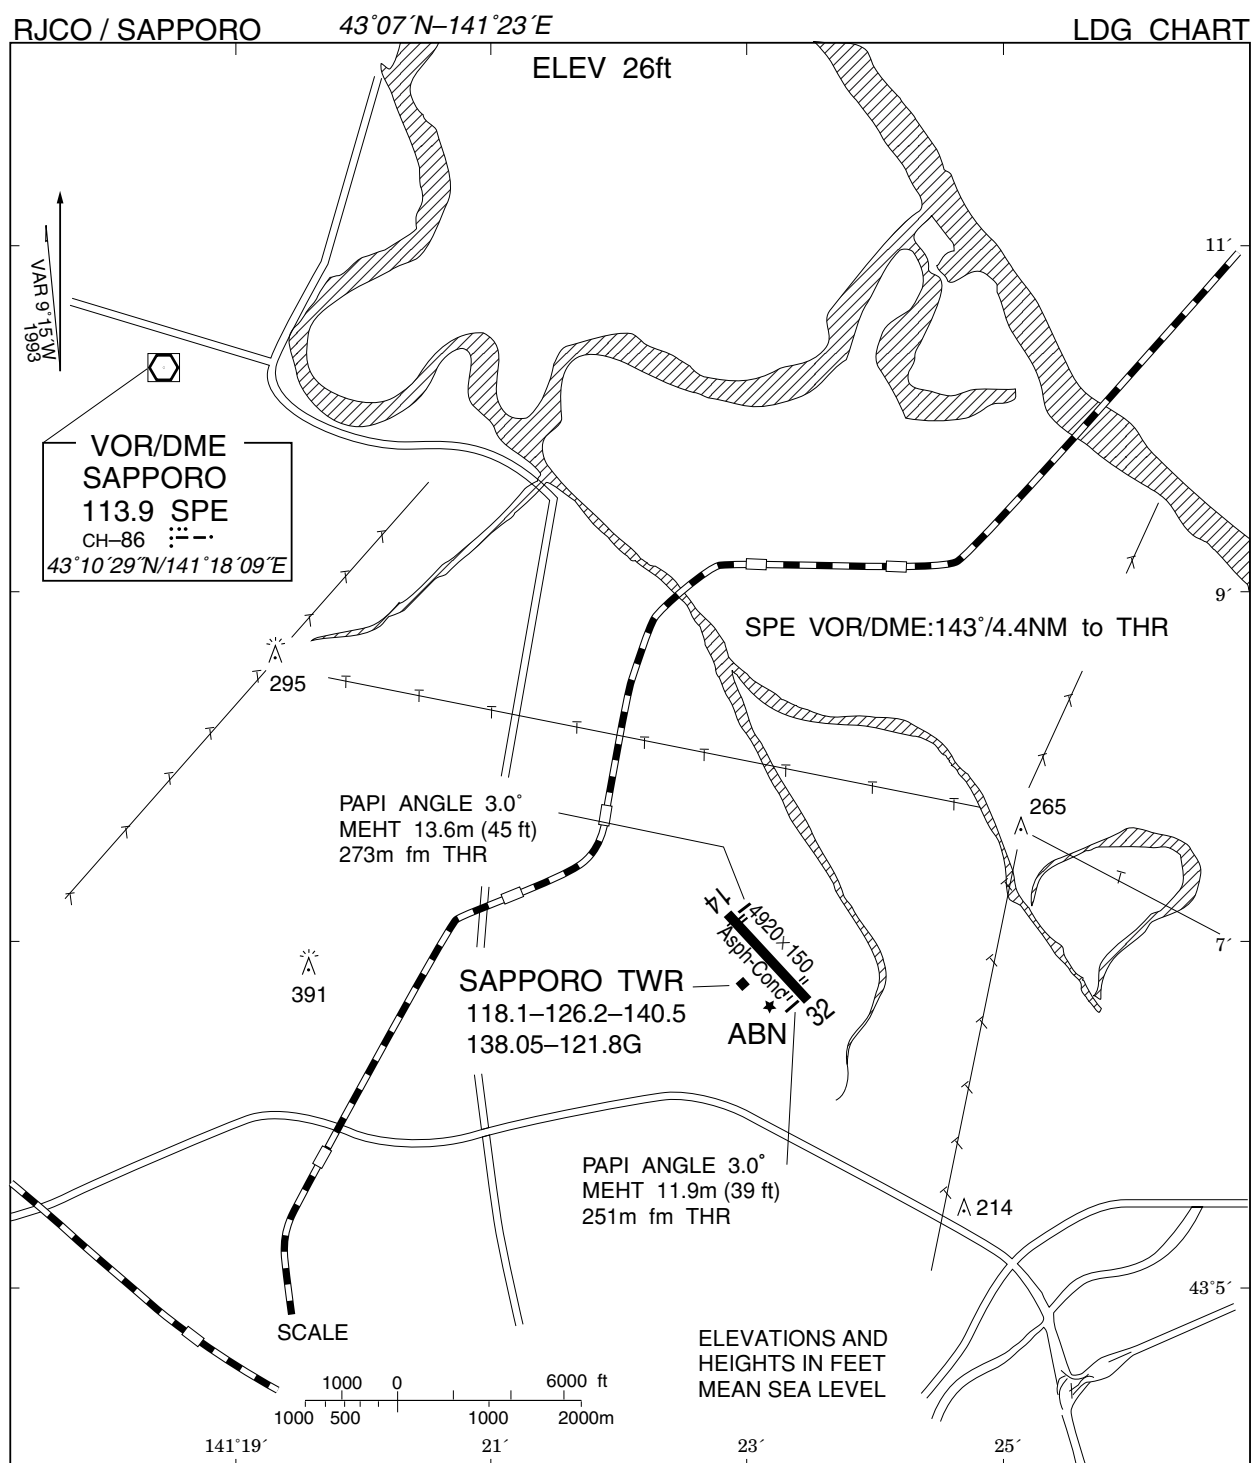 RJCO / SAPPORO
43°07´N–141°23´E
LDG CHART
ELEV 26ft
11´
VAR 9°15´W
1993
VOR/DME
SAPPORO
113.9 SPE
CH–86
43°10´29˝N/141°18´09˝E
9´
SPE VOR/DME:143°/4.4NM to THR
295
PAPI ANGLE 3.0°
MEHT 13.6m (45 ft)
273m fm THR
265
14
4920×150
Asph-Conc
32
7´
391
SAPPORO TWR
118.1–126.2–140.5
138.05–121.8G
ABN
PAPI ANGLE 3.0°
MEHT 11.9m (39 ft)
251m fm THR
214
43°5´
SCALE
ELEVATIONS AND
HEIGHTS IN FEET
MEAN SEA LEVEL
1000 0 6000 ft
1000 500 1000 2000m
141°19´ 21´ 23´ 25´